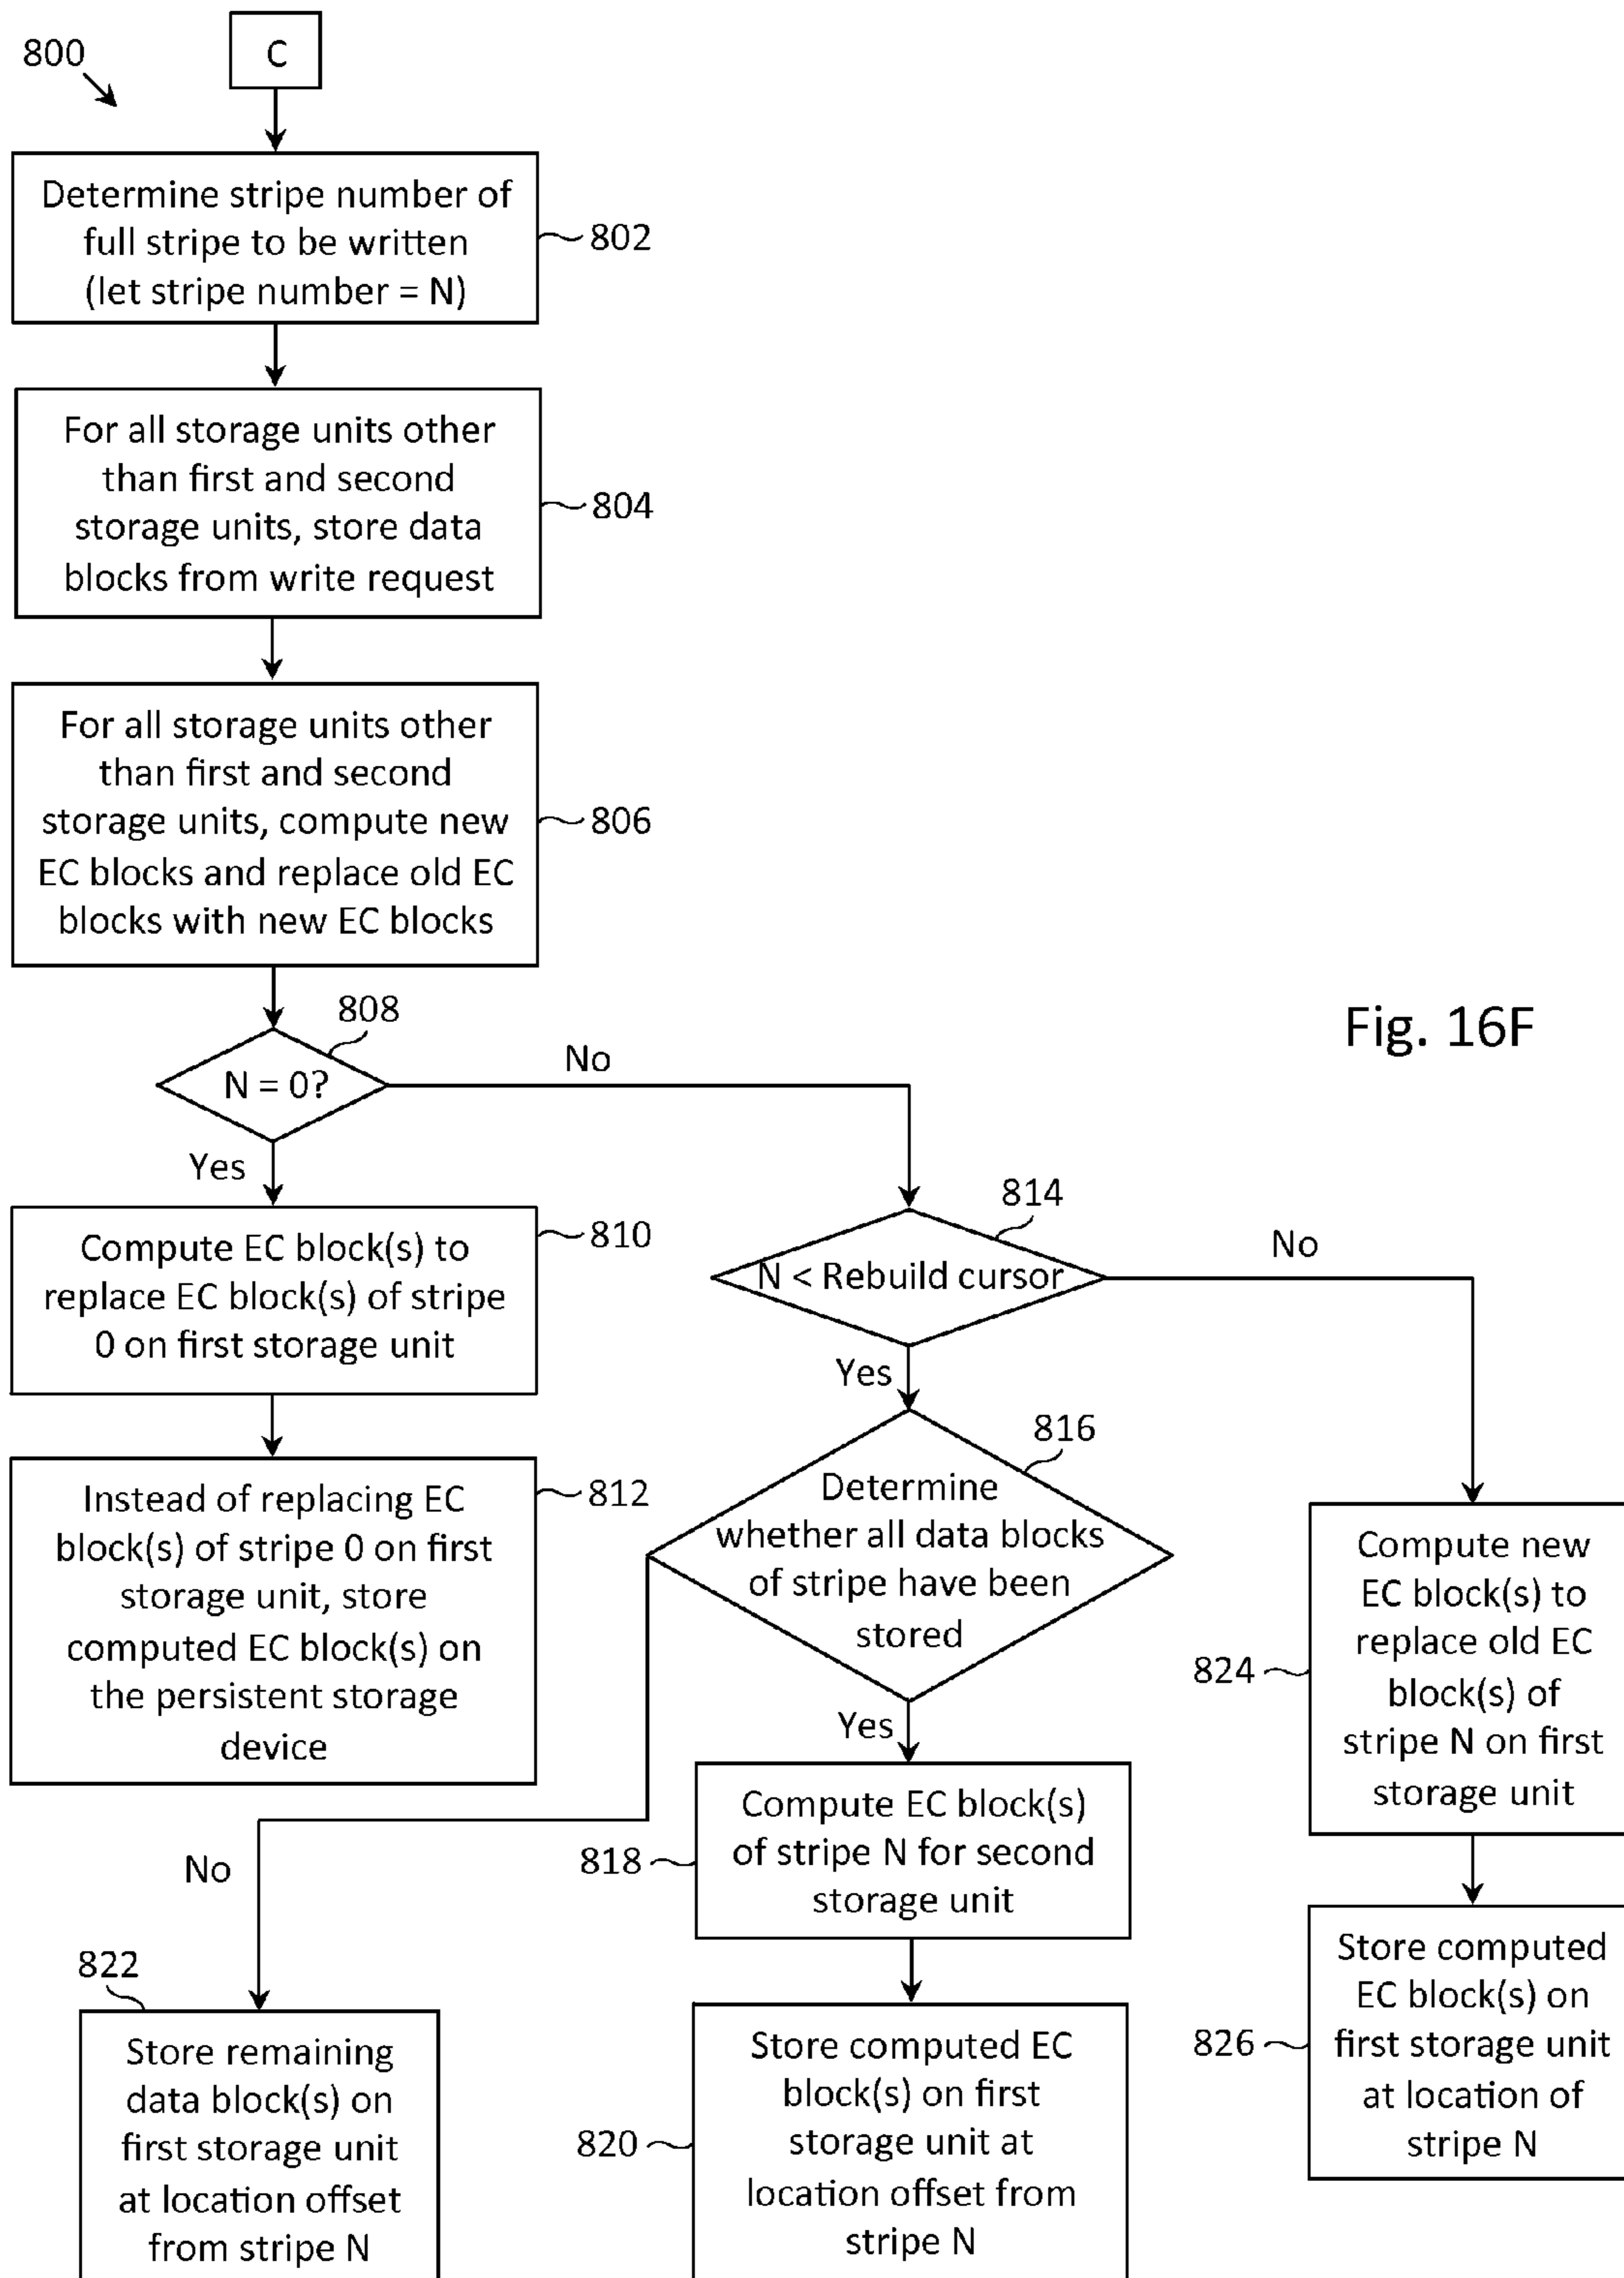 800
C
Determine stripe number of
full stripe to be written
(let stripe number = N)
802
For all storage units other
than first and second
storage units, store data
blocks from write request
804
For all storage units other
than first and second
storage units, compute new
EC blocks and replace old EC
blocks with new EC blocks
806
808
N = 0?
No
Yes
Fig. 16F
Compute EC block(s) to
replace EC block(s) of stripe
0 on first storage unit
810
Instead of replacing EC
block(s) of stripe 0 on first
storage unit, store
computed EC block(s) on
the persistent storage
device
812
814
N < Rebuild cursor
No
Yes
816
Determine
whether all data blocks
of stripe have been
stored
Yes
No
Compute EC block(s)
of stripe N for second
storage unit
818
Store computed EC
block(s) on first
storage unit at
location offset from
stripe N
820
822
Store remaining
data block(s) on
first storage unit
at location offset
from stripe N
Compute new
EC block(s) to
replace old EC
block(s) of
stripe N on first
storage unit
824
Store computed
EC block(s) on
first storage unit
at location of
stripe N
826